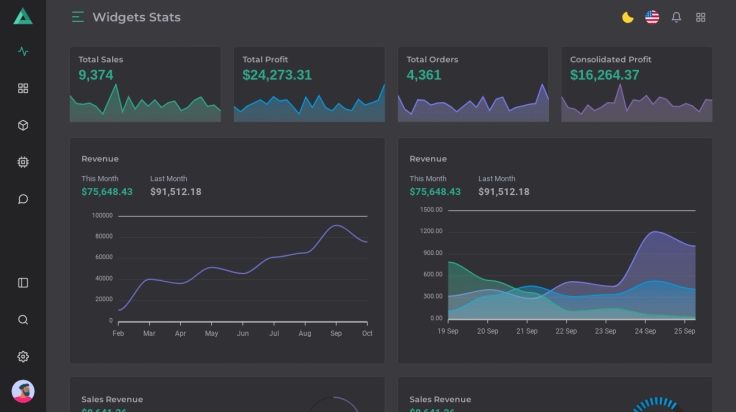 Widgets Stats
Total Sales
9,374
Total Profit
$24,273.31
Total Orders
4,361
Consolidated Profit
$16,264.37
Revenue
This Month Last Month
$75,648.43 $91,512.18
100000
80000
60000
40000
20000
0
Feb Mar Apr May Jun Jul Aug Sep Oct
Revenue
This Month Last Month
$75,648.43 $91,512.18
1500.00
1200.00
900.00
600.00
300.00
0.00
19 Sep 20 Sep 21 Sep 22 Sep 23 Sep 24 Sep 25 Sep
Sales Revenue
Sales Revenue